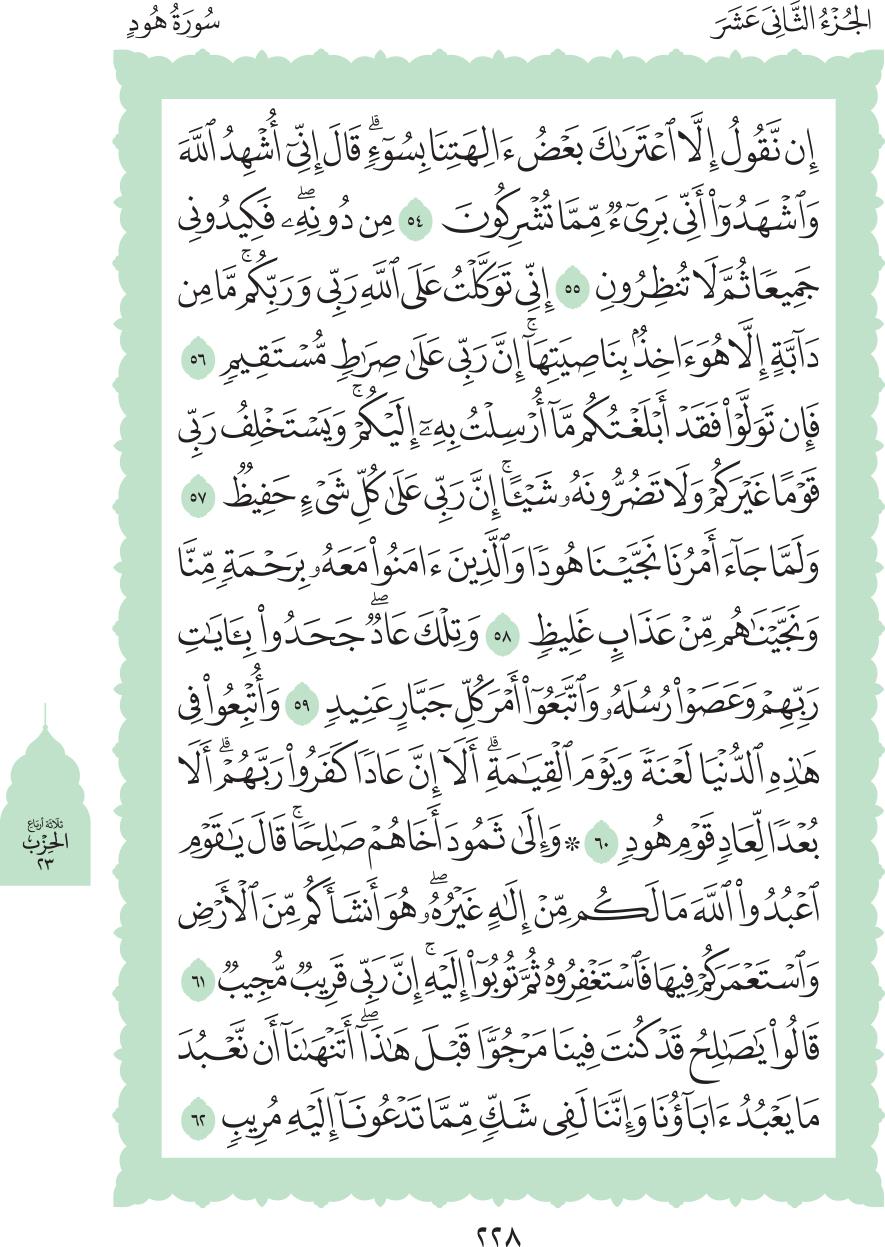 الجُزْءُ الثَّانِيَ عَشَرَ
سُورَةُ هُودٍ
إِن نَّقُولُ إِلَّا ٱعْتَرَىٰكَ بَعْضُ ءَالِهَتِنَا بِسُوٓءٖۗ قَالَ إِنِّيٓ أُشْهِدُ ٱللَّهَ
وَٱشْهَدُوٓاْ أَنِّي بَرِيٓءٞ مِّمَّا تُشْرِكُونَ ٥٤ مِن دُونِهِۦۖ فَكِيدُونِي
جَمِيعٗا ثُمَّ لَا تُنظِرُونِ ٥٥ إِنِّي تَوَكَّلْتُ عَلَى ٱللَّهِ رَبِّي وَرَبِّكُمۚ مَّا مِن
دَآبَّةٍ إِلَّا هُوَ ءَاخِذُۢ بِنَاصِيَتِهَآۚ إِنَّ رَبِّي عَلَىٰ صِرَٰطٖ مُّسْتَقِيمٖ ٥٦
فَإِن تَوَلَّوْاْ فَقَدْ أَبْلَغْتُكُم مَّآ أُرْسِلْتُ بِهِۦٓ إِلَيْكُمْۚ وَيَسْتَخْلِفُ رَبِّي
قَوْمًا غَيْرَكُمْ وَلَا تَضُرُّونَهُۥ شَيْـًٔاۚ إِنَّ رَبِّي عَلَىٰ كُلِّ شَيْءٍ حَفِيظٞ ٥٧
وَلَمَّا جَآءَ أَمْرُنَا نَجَّيْنَا هُودٗا وَٱلَّذِينَ ءَامَنُواْ مَعَهُۥ بِرَحْمَةٖ مِّنَّا
وَنَجَّيْنَٰهُم مِّنْ عَذَابٍ غَلِيظٖ ٥٨ وَتِلْكَ عَادٞۖ جَحَدُواْ بِـَٔايَٰتِ
رَبِّهِمْ وَعَصَوْاْ رُسُلَهُۥ وَٱتَّبَعُوٓاْ أَمْرَ كُلِّ جَبَّارٍ عَنِيدٖ ٥٩ وَأُتْبِعُواْ فِي
هَٰذِهِ ٱلدُّنْيَا لَعْنَةٗ وَيَوْمَ ٱلْقِيَٰمَةِۗ أَلَآ إِنَّ عَادٗا كَفَرُواْ رَبَّهُمْۗ أَلَا
بُعْدٗا لِّعَادٖ قَوْمِ هُودٖ ٦٠ ۞ وَإِلَىٰ ثَمُودَ أَخَاهُمْ صَٰلِحٗاۚ قَالَ يَٰقَوْمِ
ٱعْبُدُواْ ٱللَّهَ مَا لَكُم مِّنْ إِلَٰهٍ غَيْرُهُۥۖ هُوَ أَنشَأَكُم مِّنَ ٱلْأَرْضِ
وَٱسْتَعْمَرَكُمْ فِيهَا فَٱسْتَغْفِرُوهُ ثُمَّ تُوبُوٓاْ إِلَيْهِۚ إِنَّ رَبِّي قَرِيبٞ مُّجِيبٞ ٦١
قَالُواْ يَٰصَٰلِحُ قَدْ كُنتَ فِينَا مَرْجُوّٗا قَبْلَ هَٰذَآۖ أَتَنْهَىٰنَآ أَن نَّعْبُدَ
مَا يَعْبُدُ ءَابَآؤُنَا وَإِنَّنَا لَفِي شَكّٖ مِّمَّا تَدْعُونَآ إِلَيْهِ مُرِيبٖ ٦٢
ثلاثة أرباع
الحِزْب
٢٣
٢٢٨